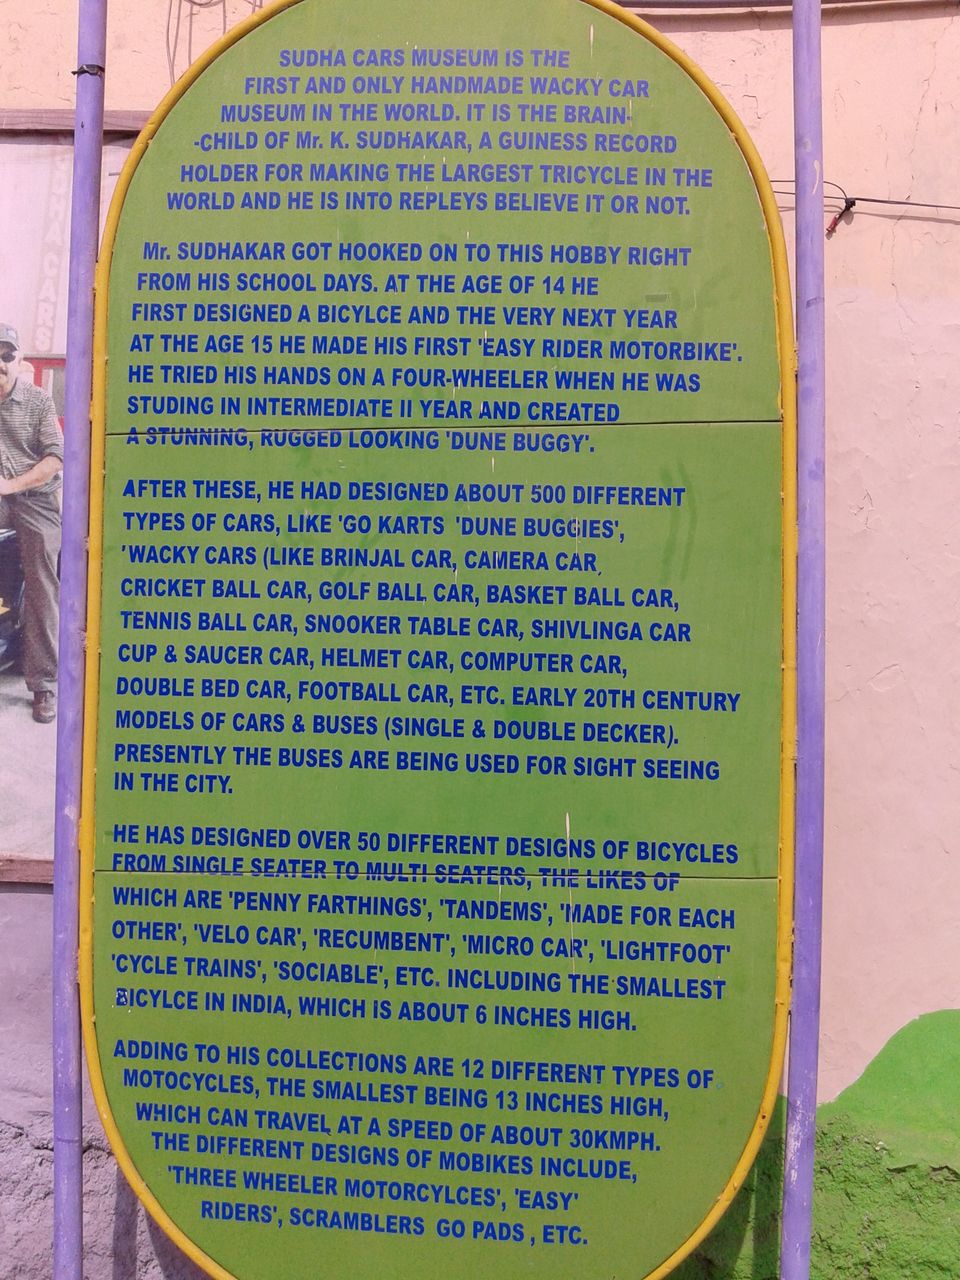 SUDHA CARS MUSEUM IS THE
FIRST AND ONLY HANDMADE WACKY CAR
MUSEUM IN THE WORLD. IT IS THE BRAIN-
-CHILD OF Mr. K. SUDHAKAR, A GUINESS RECORD
HOLDER FOR MAKING THE LARGEST TRICYCLE IN THE
WORLD AND HE IS INTO REPLEYS BELIEVE IT OR NOT.
Mr. SUDHAKAR GOT HOOKED ON TO THIS HOBBY RIGHT
FROM HIS SCHOOL DAYS. AT THE AGE OF 14 HE
FIRST DESIGNED A BICYLCE AND THE VERY NEXT YEAR
AT THE AGE 15 HE MADE HIS FIRST 'EASY RIDER MOTORBIKE'.
HE TRIED HIS HANDS ON A FOUR-WHEELER WHEN HE WAS
STUDING IN INTERMEDIATE II YEAR AND CREATED
A STUNNING, RUGGED LOOKING 'DUNE BUGGY'.
AFTER THESE, HE HAD DESIGNED ABOUT 500 DIFFERENT
TYPES OF CARS, LIKE 'GO KARTS 'DUNE BUGGIES',
'WACKY CARS (LIKE BRINJAL CAR, CAMERA CAR,
CRICKET BALL CAR, GOLF BALL CAR, BASKET BALL CAR,
TENNIS BALL CAR, SNOOKER TABLE CAR, SHIVLINGA CAR
CUP & SAUCER CAR, HELMET CAR, COMPUTER CAR,
DOUBLE BED CAR, FOOTBALL CAR, ETC. EARLY 20TH CENTURY
MODELS OF CARS & BUSES (SINGLE & DOUBLE DECKER).
PRESENTLY THE BUSES ARE BEING USED FOR SIGHT SEEING
IN THE CITY.
HE HAS DESIGNED OVER 50 DIFFERENT DESIGNS OF BICYCLES
FROM SINGLE SEATER TO MULTI SEATERS, THE LIKES OF
WHICH ARE 'PENNY FARTHINGS', 'TANDEMS', 'MADE FOR EACH
OTHER', 'VELO CAR', 'RECUMBENT', 'MICRO CAR', 'LIGHTFOOT'
'CYCLE TRAINS', 'SOCIABLE', ETC. INCLUDING THE SMALLEST
BICYLCE IN INDIA, WHICH IS ABOUT 6 INCHES HIGH.
ADDING TO HIS COLLECTIONS ARE 12 DIFFERENT TYPES OF
MOTOCYCLES, THE SMALLEST BEING 13 INCHES HIGH,
WHICH CAN TRAVEL AT A SPEED OF ABOUT 30KMPH.
THE DIFFERENT DESIGNS OF MOBIKES INCLUDE,
'THREE WHEELER MOTORCYLCES', 'EASY'
RIDERS', SCRAMBLERS GO PADS , ETC.